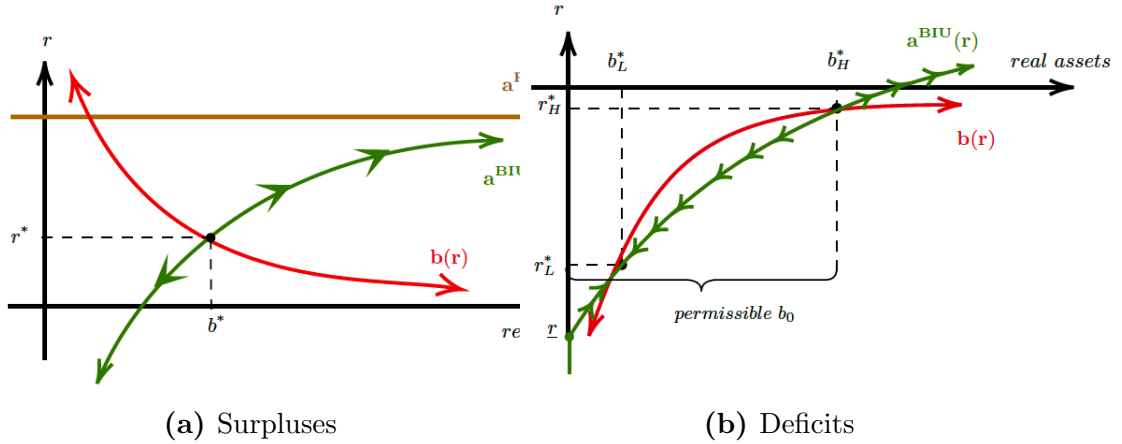 r
a
r*
b(r)
b*
re
a^BIU
(a) Surpluses
r
a^BIU(r)
b*_L
b*_H
real assets
r*_H
b(r)
r*_L
r
permissible b_0
(b) Deficits